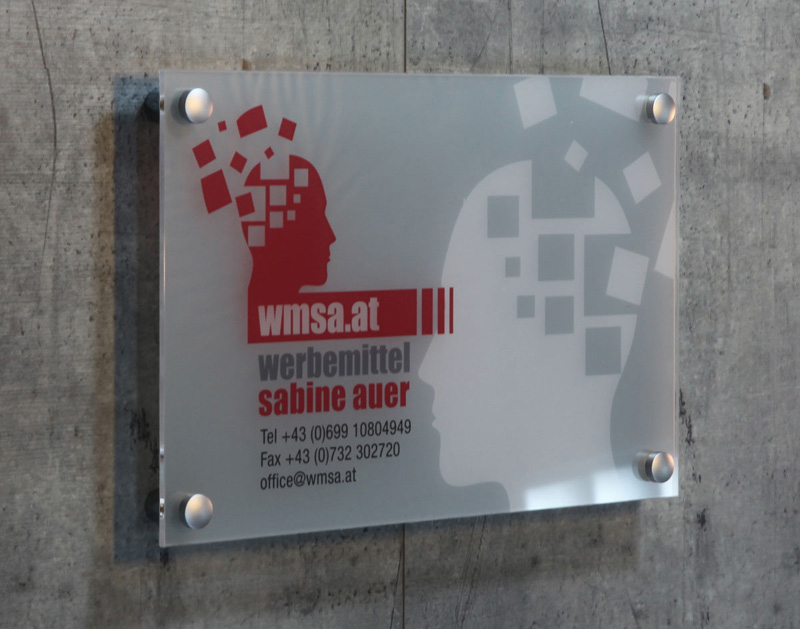 wmsa.at
werbemittel
sabine auer
Tel +43 (0)699 10804949
Fax +43 (0)732 302720
office@wmsa.at